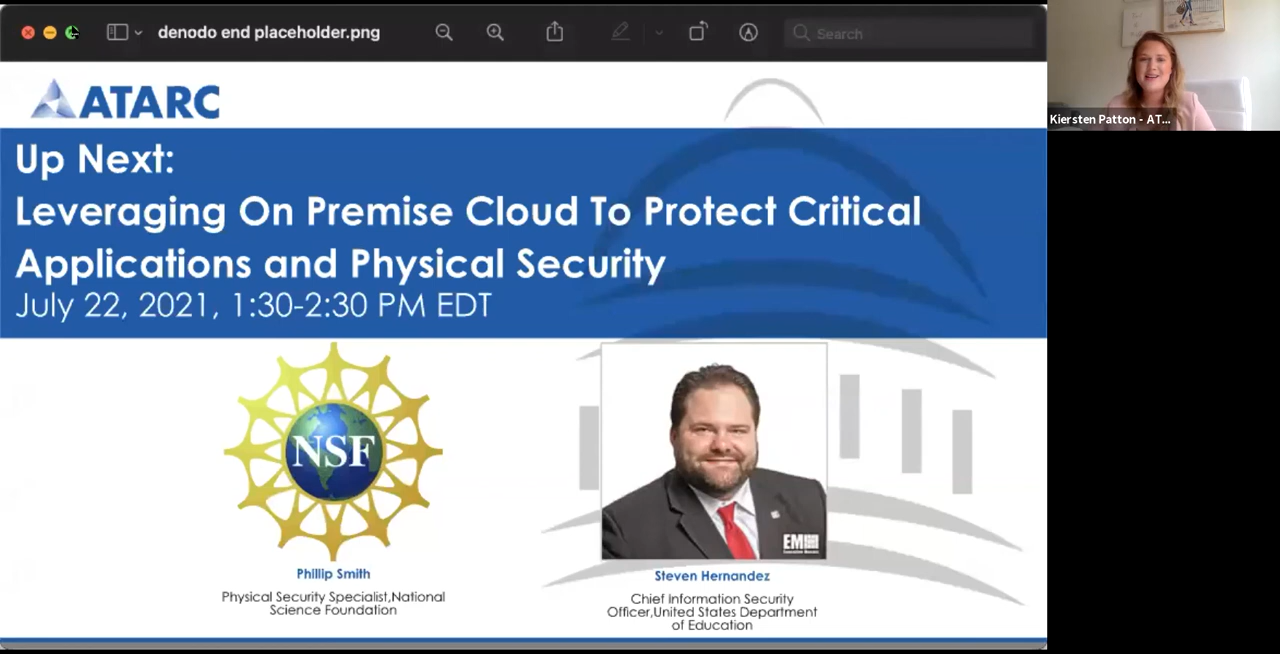 denodo end placeholder.png
Search
ATARC
Up Next:
Leveraging On Premise Cloud To Protect Critical
Applications and Physical Security
July 22, 2021, 1:30-2:30 PM EDT
NSF
Phillip Smith
Physical Security Specialist,National
Science Foundation
Steven Hernandez
Chief Information Security
Officer,United States Department
of Education
Kiersten Patton - AT...